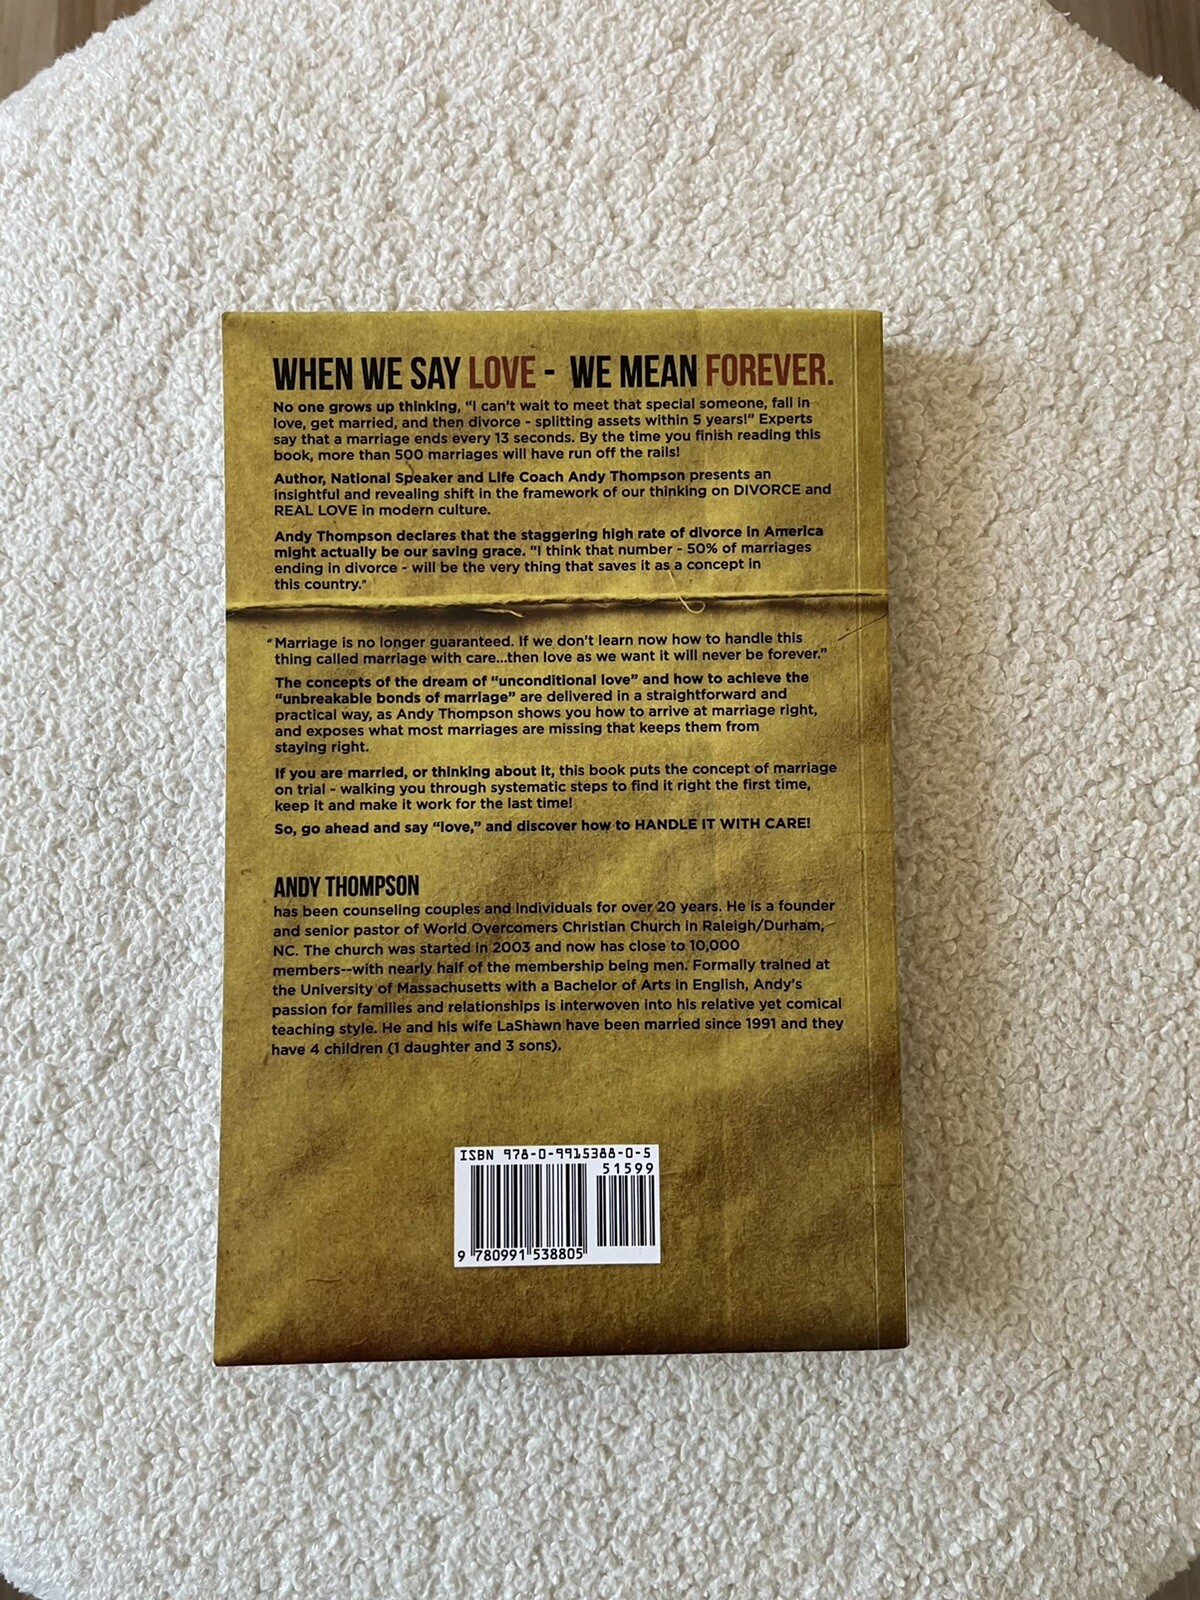 WHEN WE SAY LOVE - WE MEAN FOREVER.
No one grows up thinking, “I can’t wait to meet that special someone, fall in
love, get married, and then divorce - splitting assets within 5 years!” Experts
say that a marriage ends every 13 seconds. By the time you finish reading this
book, more than 500 marriages will have run off the rails!
Author, National Speaker and Life Coach Andy Thompson presents an
insightful and revealing shift in the framework of our thinking on DIVORCE and
REAL LOVE in modern culture.
Andy Thompson declares that the staggering high rate of divorce in America
might actually be our saving grace. “I think that number - 50% of marriages
ending in divorce - will be the very thing that saves it as a concept in
this country.”
“Marriage is no longer guaranteed. If we don’t learn now how to handle this
thing called marriage with care...then love as we want it will never be forever.”
The concepts of the dream of “unconditional love” and how to achieve the
“unbreakable bonds of marriage” are delivered in a straightforward and
practical way, as Andy Thompson shows you how to arrive at marriage right,
and exposes what most marriages are missing that keeps them from
staying right.
If you are married, or thinking about it, this book puts the concept of marriage
on trial - walking you through systematic steps to find it right the first time,
keep it and make it work for the last time!
So, go ahead and say “love,” and discover how to HANDLE IT WITH CARE!
ANDY THOMPSON
has been counseling couples and individuals for over 20 years. He is a founder
and senior pastor of World Overcomers Christian Church in Raleigh/Durham,
NC. The church was started in 2003 and now has close to 10,000
members--with nearly half of the membership being men. Formally trained at
the University of Massachusetts with a Bachelor of Arts in English, Andy’s
passion for families and relationships is interwoven into his relative yet comical
teaching style. He and his wife LaShawn have been married since 1991 and they
have 4 children (1 daughter and 3 sons).
ISBN 978-0-9915388-0-5
51599
9 780991 538805